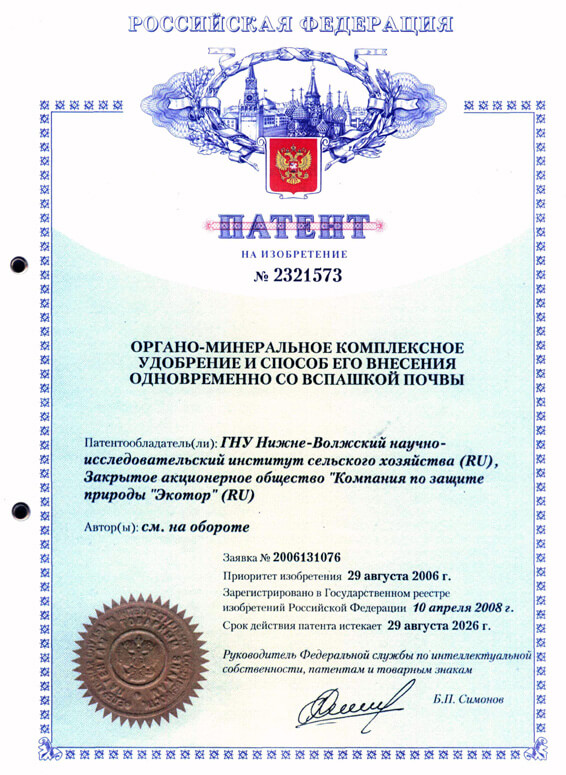 РОССИЙСКАЯ ФЕДЕРАЦИЯ
ПАТЕНТ
НА ИЗОБРЕТЕНИЕ
№ 2321573
ОРГАНО-МИНЕРАЛЬНОЕ КОМПЛЕКСНОЕ
УДОБРЕНИЕ И СПОСОБ ЕГО ВНЕСЕНИЯ
ОДНОВРЕМЕННО СО ВСПАШКОЙ ПОЧВЫ
Патентообладатель(ли): ГНУ Нижне-Волжский научно-
исследовательский институт сельского хозяйства (RU),
Закрытое акционерное общество "Компания по защите
природы "Экотор" (RU)
Автор(ы): см. на обороте
Заявка № 2006131076
Приоритет изобретения 29 августа 2006 г.
Зарегистрировано в Государственном реестре
изобретений Российской Федерации 10 апреля 2008 г.
Срок действия патента истекает 29 августа 2026 г.
Руководитель Федеральной службы по интеллектуальной
собственности, патентам и товарным знакам
Б.П. Симонов